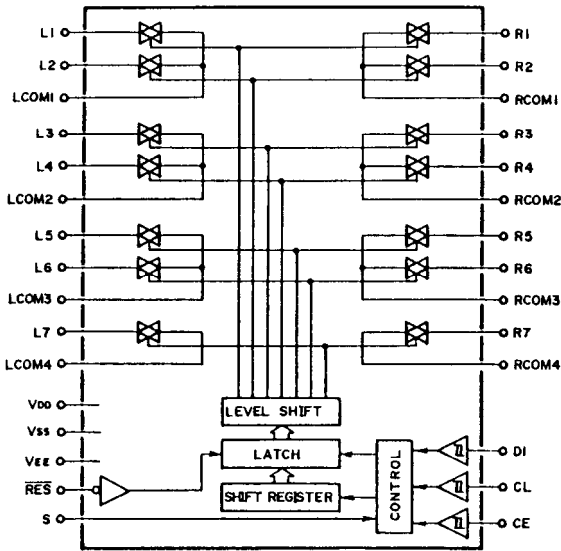 L1 R1
L2 R2
LCOM1 RCOM1
L3 R3
L4 R4
LCOM2 RCOM2
L5 R5
L6 R6
LCOM3 RCOM3
L7 R7
LCOM4 RCOM4
VDD
LEVEL SHIFT
VSS
LATCH
DI
VEE
CONTROL
RES
SHIFT REGISTER
CL
S
CE